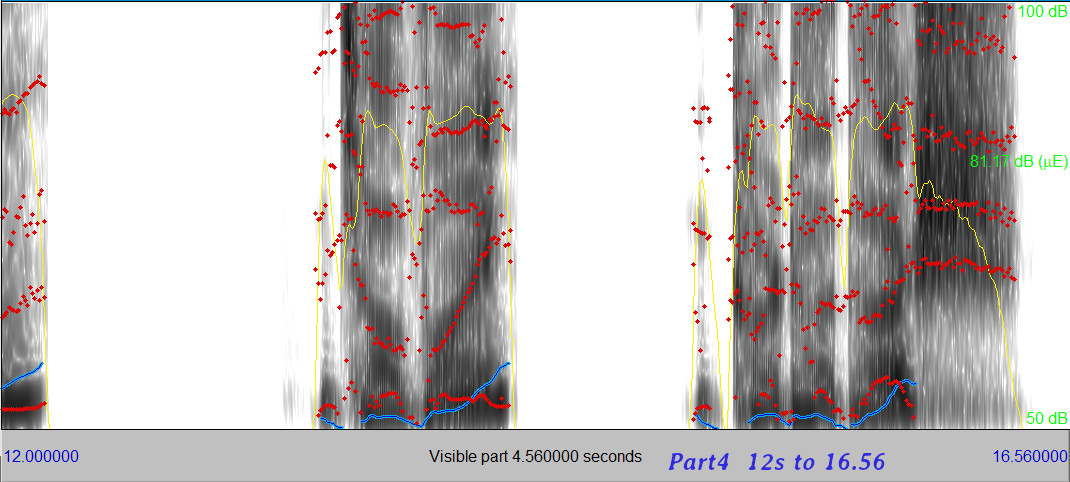 100 dB
81.17 dB (µE)
50 dB
12.000000 Visible part 4.560000 seconds Part4 12s to 16.56 16.560000